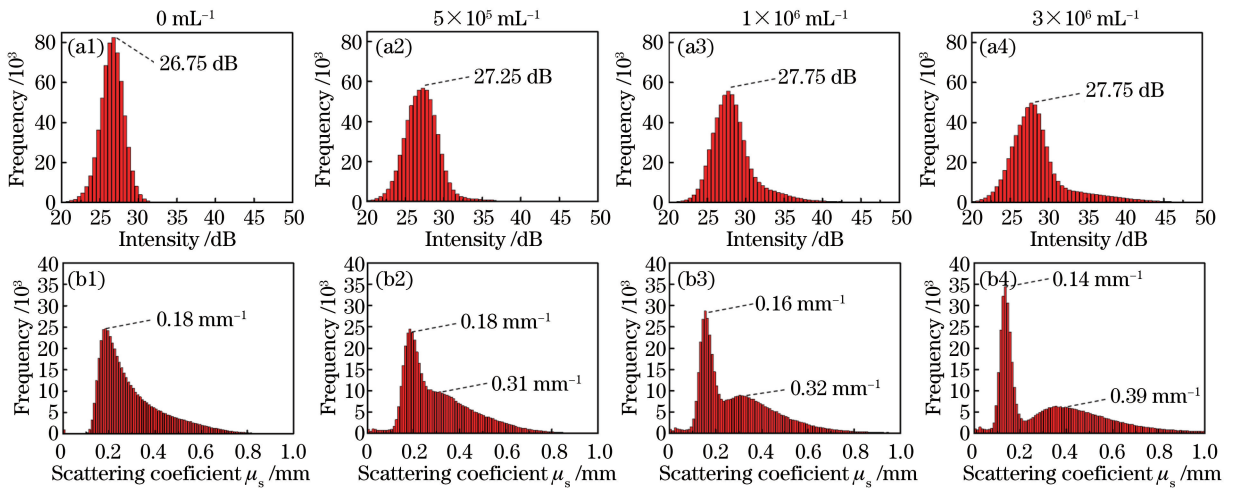 0 mL⁻¹
5×10⁵ mL⁻¹
1×10⁶ mL⁻¹
3×10⁶ mL⁻¹
(a1)
26.75 dB
Frequency /10³
80
60
40
20
0
20 25 30 35 40 45 50
Intensity /dB
(a2)
27.25 dB
Frequency /10³
80
60
40
20
0
20 25 30 35 40 45 50
Intensity /dB
(a3)
27.75 dB
Frequency /10³
80
60
40
20
0
20 25 30 35 40 45 50
Intensity /dB
(a4)
27.75 dB
Frequency /10³
80
60
40
20
0
20 25 30 35 40 45 50
Intensity /dB
(b1)
0.18 mm⁻¹
Frequency /10³
40
35
30
25
20
15
10
5
0
0 0.2 0.4 0.6 0.8 1.0
Scattering coeficient μₛ /mm
(b2)
0.18 mm⁻¹
0.31 mm⁻¹
Frequency /10³
40
35
30
25
20
15
10
5
0
0 0.2 0.4 0.6 0.8 1.0
Scattering coeficient μₛ /mm
(b3)
0.16 mm⁻¹
0.32 mm⁻¹
Frequency /10³
40
35
30
25
20
15
10
5
0
0 0.2 0.4 0.6 0.8 1.0
Scattering coeficient μₛ /mm
(b4)
0.14 mm⁻¹
0.39 mm⁻¹
Frequency /10³
40
35
30
25
20
15
10
5
0
0 0.2 0.4 0.6 0.8 1.0
Scattering coeficient μₛ /mm